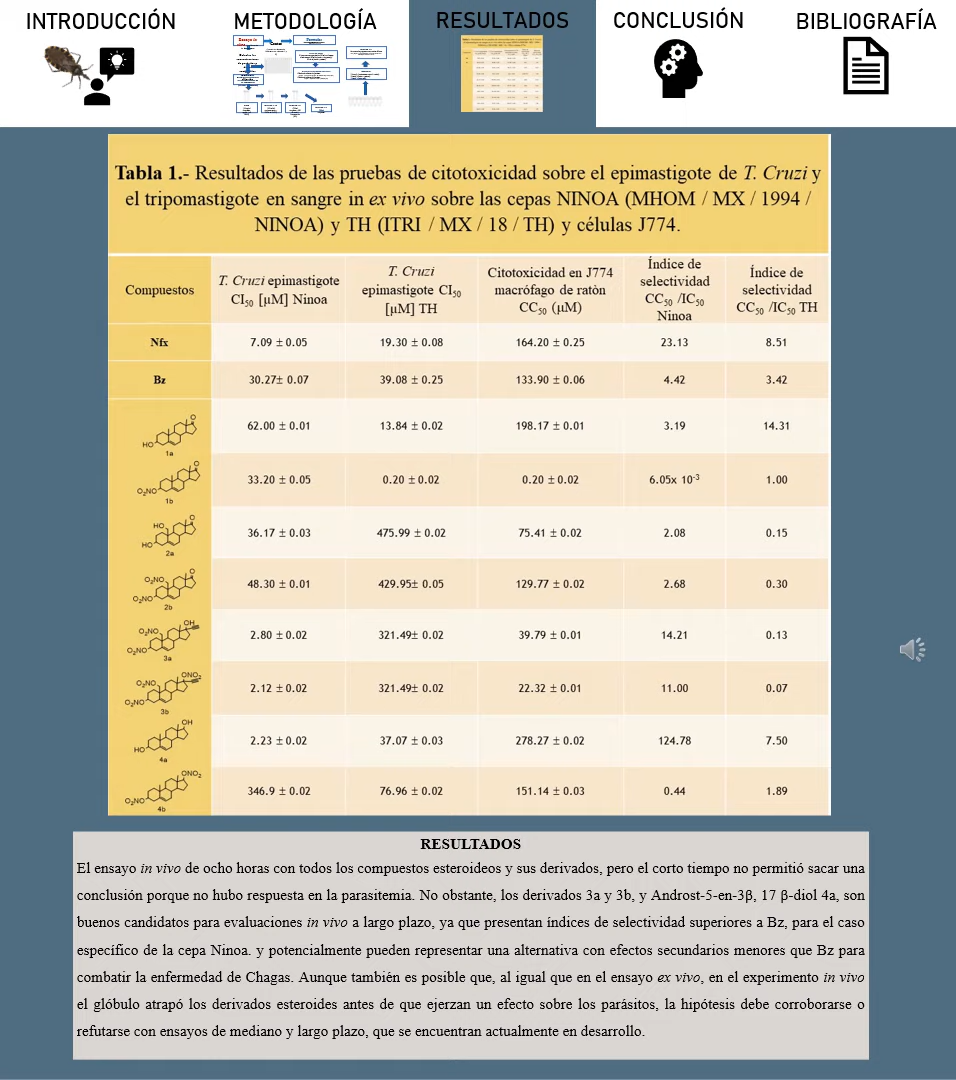 INTRODUCCIÓN
METODOLOGÍA
RESULTADOS
CONCLUSIÓN
BIBLIOGRAFÍA
Tabla 1.- Resultados de las pruebas de citotoxicidad sobre el epimastigote de T. Cruzi y
el tripomastigote en sangre in ex vivo sobre las cepas NINOA (MHOM / MX / 1994 /
NINOA) y TH (ITRI / MX / 18 / TH) y células J774.
Compuestos
T. Cruzi epimastigote
CI50 [µM] Ninoa
T. Cruzi
epimastigote CI50
[µM] TH
Citotoxicidad en J774
macrófago de ratón
CC50 (µM)
Índice de
selectividad
CC50 /IC50
Ninoa
Índice de
selectividad
CC50 /IC50 TH
Nfx 7.09 ± 0.05 19.30 ± 0.08 164.20 ± 0.25 23.13 8.51
Bz 30.27± 0.07 39.08 ± 0.25 133.90 ± 0.06 4.42 3.42
O
HO
1a
62.00 ± 0.01 13.84 ± 0.02 198.17 ± 0.01 3.19 14.31
O
O2NO
1b
33.20 ± 0.05 0.20 ± 0.02 0.20 ± 0.02 6.05x 10-3 1.00
HO O
HO
2a
36.17 ± 0.03 475.99 ± 0.02 75.41 ± 0.02 2.08 0.15
O2NO O
O2NO
2b
48.30 ± 0.01 429.95± 0.05 129.77 ± 0.02 2.68 0.30
O2NO OH
O2NO
3a
2.80 ± 0.02 321.49± 0.02 39.79 ± 0.01 14.21 0.13
O2NO ONO2
O2NO
3b
2.12 ± 0.02 321.49± 0.02 22.32 ± 0.01 11.00 0.07
OH
HO
4a
2.23 ± 0.02 37.07 ± 0.03 278.27 ± 0.02 124.78 7.50
ONO2
O2NO
4b
346.9 ± 0.02 76.96 ± 0.02 151.14 ± 0.03 0.44 1.89
RESULTADOS
El ensayo in vivo de ocho horas con todos los compuestos esteroideos y sus derivados, pero el corto tiempo no permitió sacar una
conclusión porque no hubo respuesta en la parasitemia. No obstante, los derivados 3a y 3b, y Androst-5-en-3β, 17 β-diol 4a, son
buenos candidatos para evaluaciones in vivo a largo plazo, ya que presentan índices de selectividad superiores a Bz, para el caso
específico de la cepa Ninoa. y potencialmente pueden representar una alternativa con efectos secundarios menores que Bz para
combatir la enfermedad de Chagas. Aunque también es posible que, al igual que en el ensayo ex vivo, en el experimento in vivo
el glóbulo atrapó los derivados esteroides antes de que ejerzan un efecto sobre los parásitos, la hipótesis debe corroborarse o
refutarse con ensayos de mediano y largo plazo, que se encuentran actualmente en desarrollo.